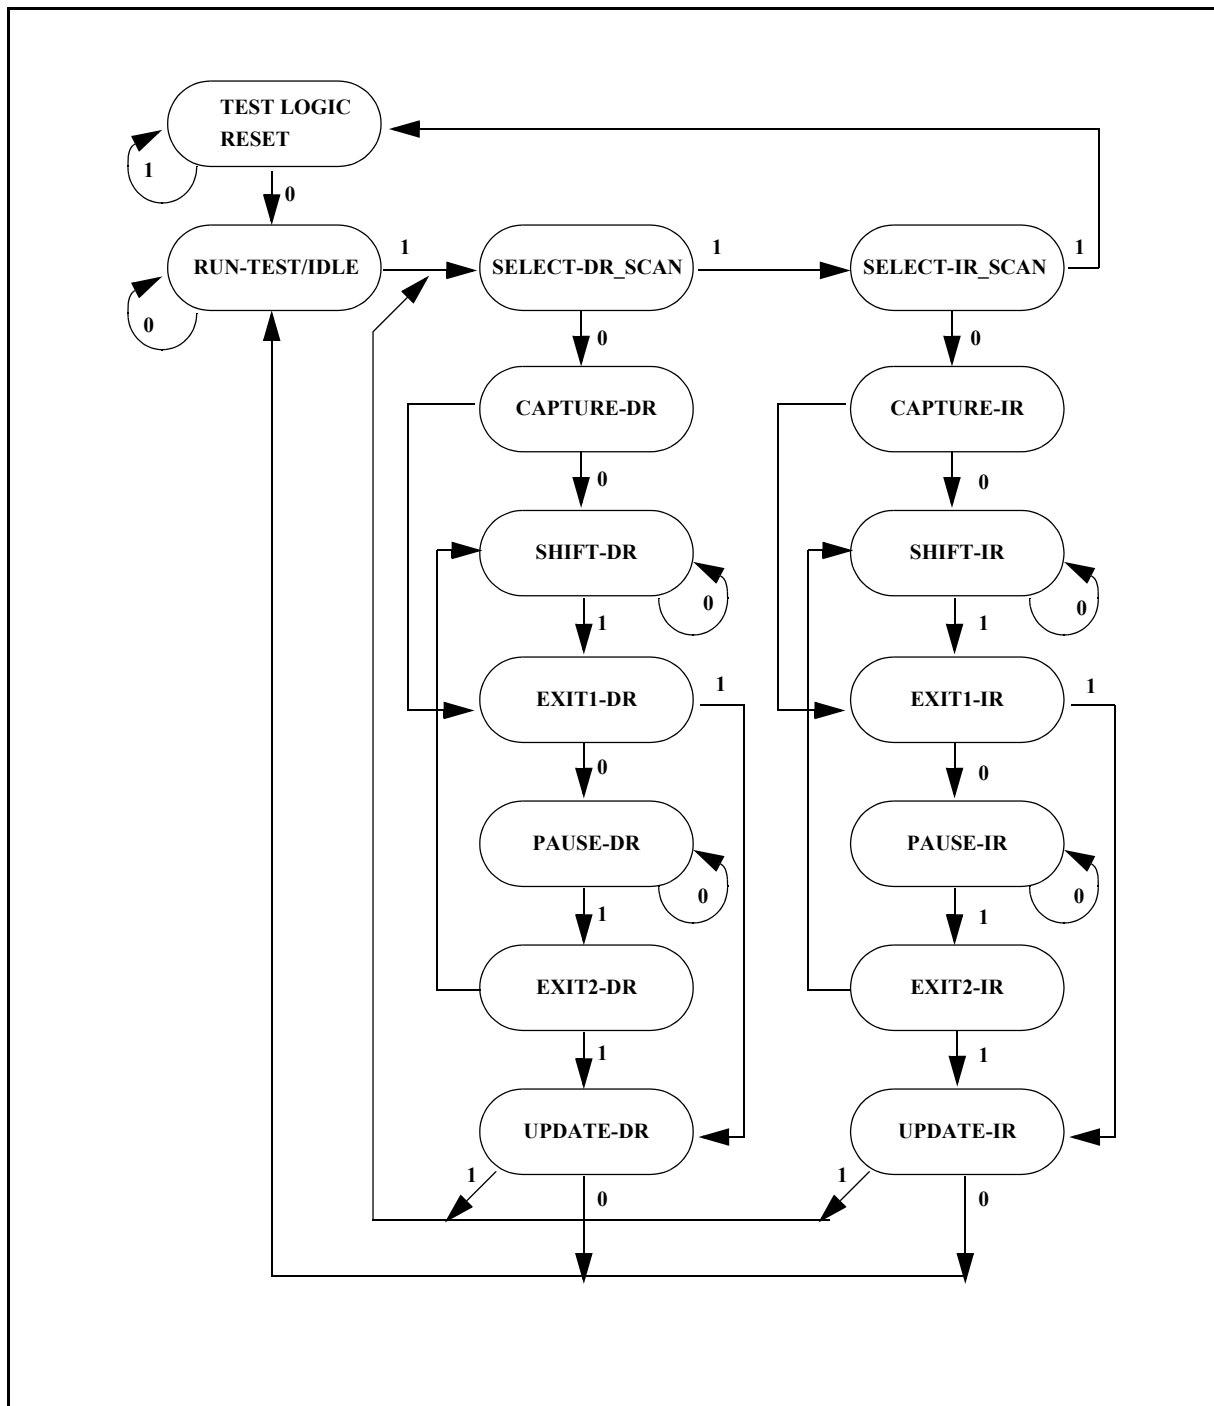 TEST LOGIC
RESET
1
0
RUN-TEST/IDLE
1
SELECT-DR_SCAN
1
SELECT-IR_SCAN
1
0
0
0
CAPTURE-DR
CAPTURE-IR
0
0
SHIFT-DR
SHIFT-IR
0
0
1
1
EXIT1-DR
1
EXIT1-IR
1
0
0
PAUSE-DR
PAUSE-IR
0
0
1
1
EXIT2-DR
EXIT2-IR
1
1
UPDATE-DR
UPDATE-IR
1
0
1
0